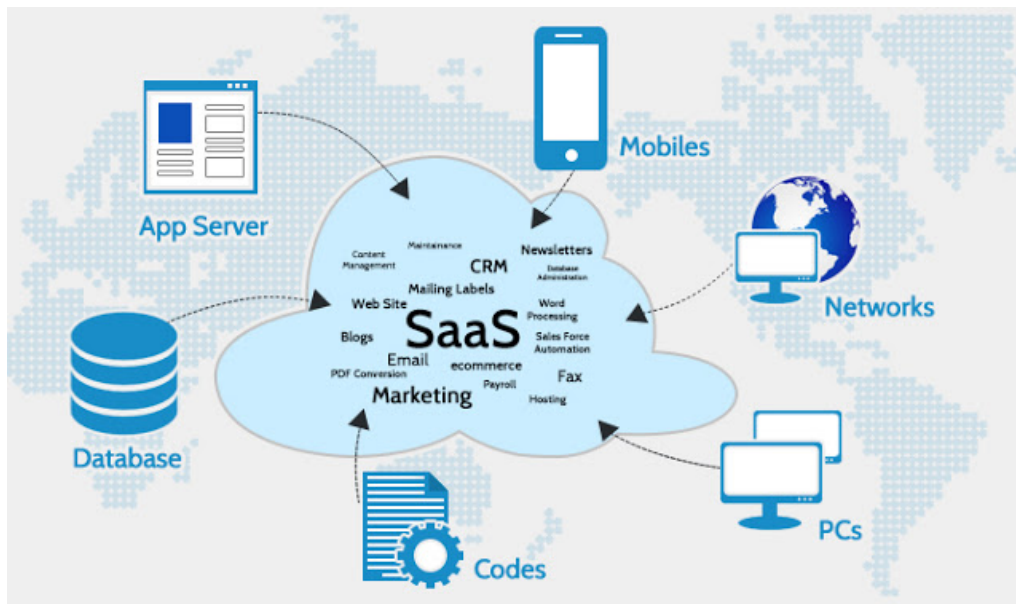 Mobiles
App Server
Content
Management
Maintainance
Newsletters
CRM
Database
Administration
Mailing Labels
Web Site
Word
Processing
SaaS
Blogs
Sales Force
Automation
Email
ecommerce
PDF Conversion
Payroll
Fax
Marketing
Hosting
Networks
Database
PCs
Codes